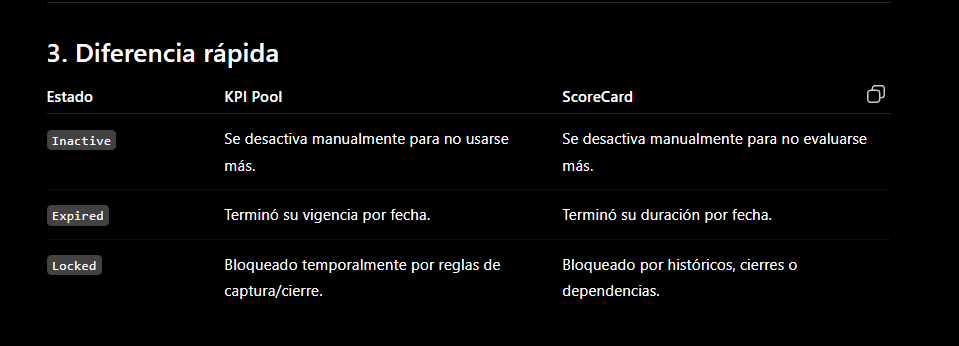 3. Diferencia rápida
Estado KPI Pool ScoreCard
Inactive Se desactiva manualmente para no usarse más. Se desactiva manualmente para no evaluarse más.
Expired Terminó su vigencia por fecha. Terminó su duración por fecha.
Locked Bloqueado temporalmente por reglas de captura/cierre. Bloqueado por históricos, cierres o dependencias.